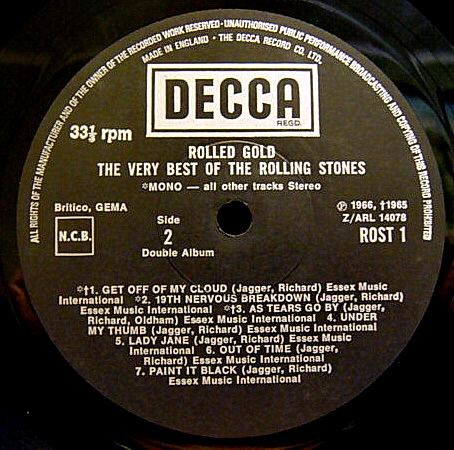 ALL RIGHTS OF THE MANUFACTURER AND OF THE OWNER OF THE RECORDED WORK RESERVED · UNAUTHORISED PUBLIC PERFORMANCE BROADCASTING AND COPYING OF THIS RECORD PROHIBITED
MADE IN ENGLAND · THE DECCA RECORD CO. LTD.
DECCA
REGD.
33⅓ rpm
ROLLED GOLD
THE VERY BEST OF THE ROLLING STONES
*MONO — all other tracks Stereo
Britico, GEMA
N.C.B.
Side
2
Double Album
℗ 1966, †1965
Z/ARL 14078
ROST 1
*†1. GET OFF OF MY CLOUD (Jagger, Richard) Essex Music
International *2. 19TH NERVOUS BREAKDOWN (Jagger, Richard)
Essex Music International *†3. AS TEARS GO BY (Jagger,
Richard, Oldham) Essex Music International 4. UNDER
MY THUMB (Jagger, Richard) Essex Music International
5. LADY JANE (Jagger, Richard) Essex Music
International 6. OUT OF TIME (Jagger,
Richard) Essex Music International
7. PAINT IT BLACK (Jagger, Richard)
Essex Music International